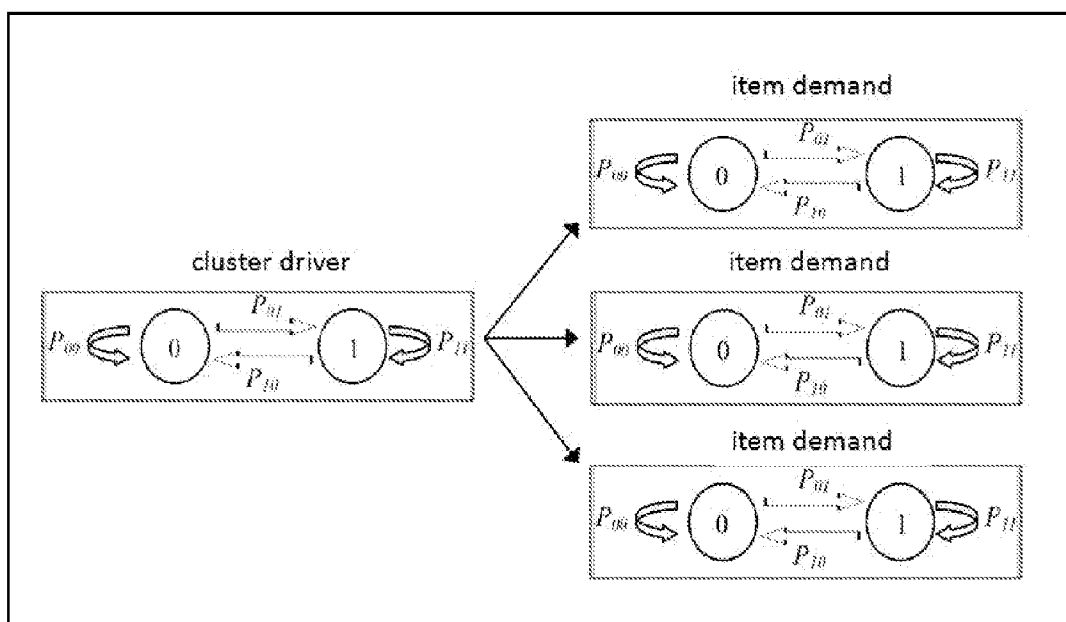 item demand
P01
P00 0 1 P11
P10
cluster driver
P01
P00 0 1 P11
P10
item demand
P01
P00 0 1 P11
P10
item demand
P01
P00 0 1 P11
P10